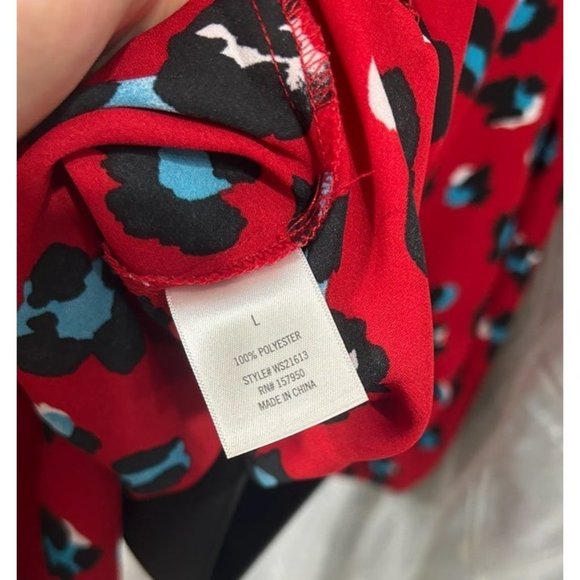 L
100% POLYESTER
STYLE# WS21613
RN# 157950
MADE IN CHINA